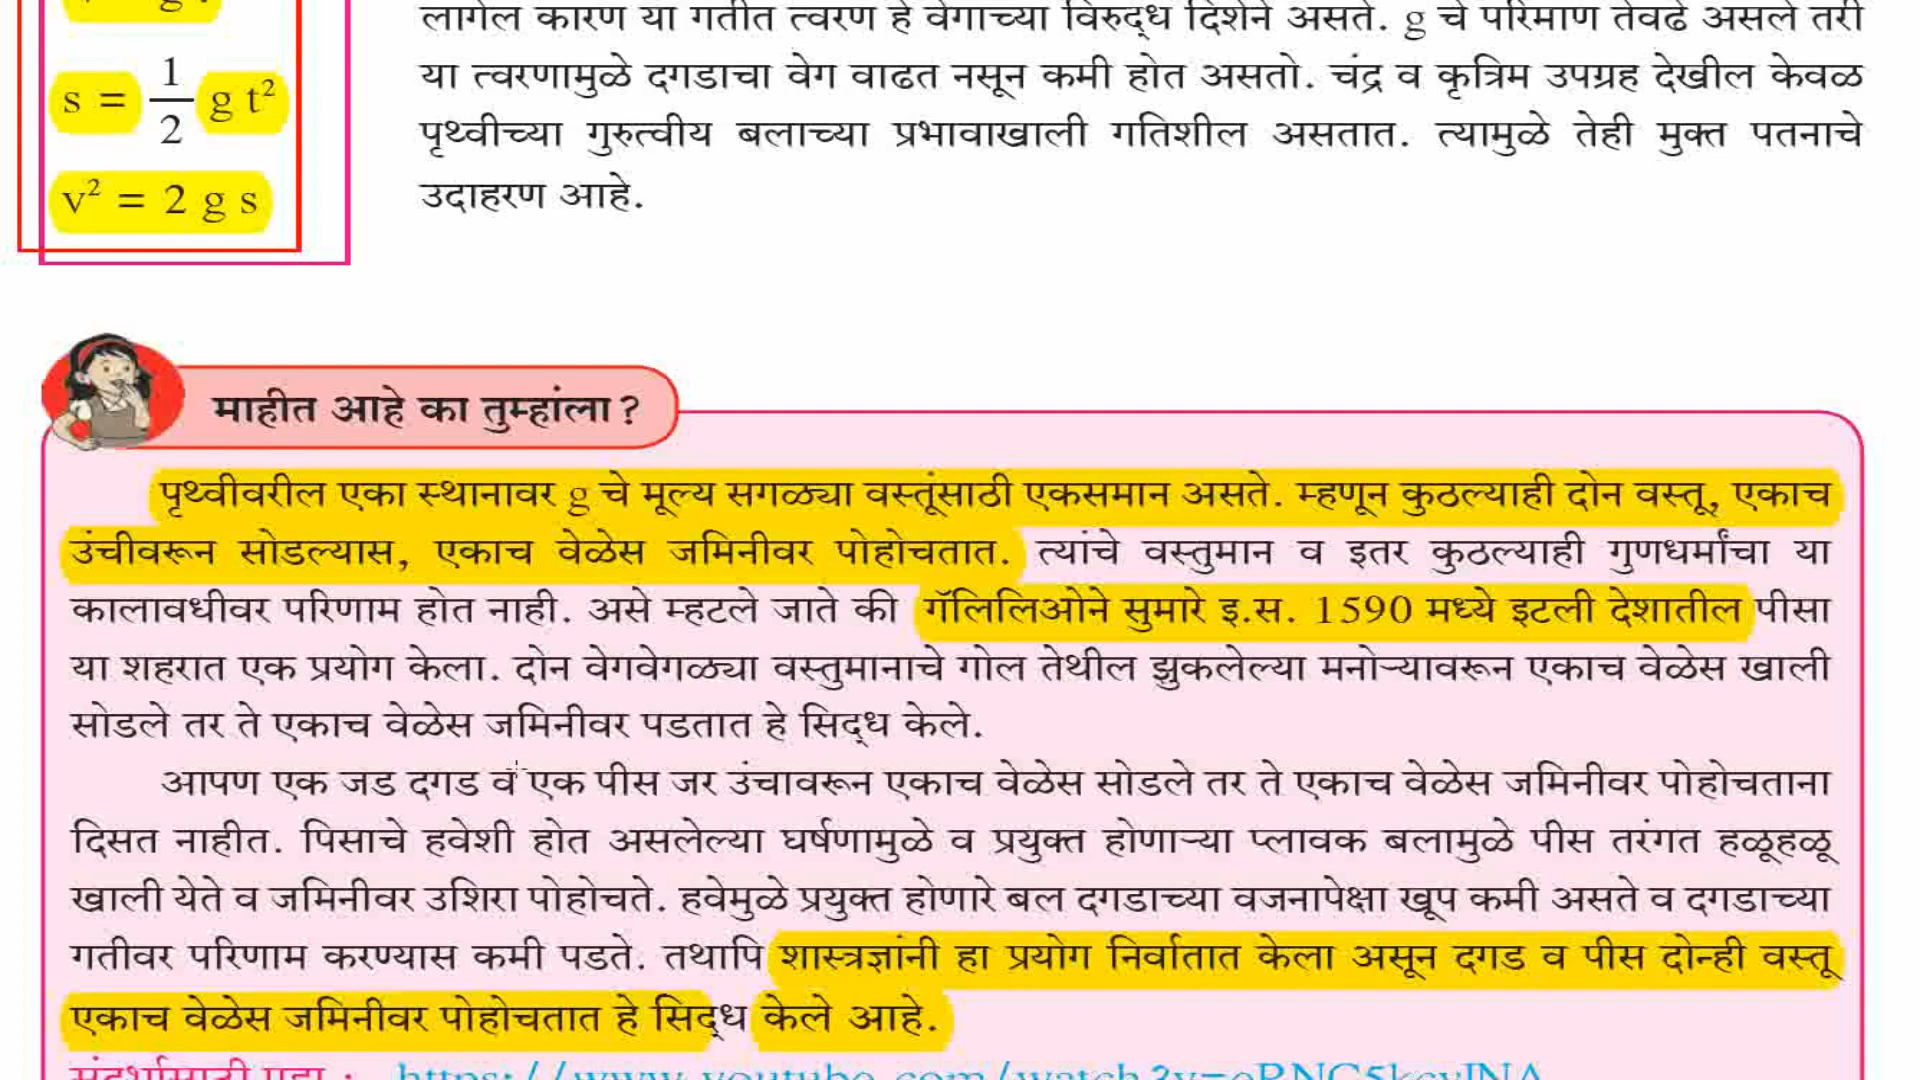 लागेल कारण या गतीत त्वरण हे वेगाच्या विरुद्ध दिशेने असते. g चे परिमाण तेवढे असले तरी
s = 1/2 g t²
या त्वरणामुळे दगडाचा वेग वाढत नसून कमी होत असतो. चंद्र व कृत्रिम उपग्रह देखील केवळ
पृथ्वीच्या गुरुत्वीय बलाच्या प्रभावाखाली गतिशील असतात. त्यामुळे तेही मुक्त पतनाचे
v² = 2 g s
उदाहरण आहे.
माहीत आहे का तुम्हांला?
पृथ्वीवरील एका स्थानावर g चे मूल्य सगळ्या वस्तूंसाठी एकसमान असते. म्हणून कुठल्याही दोन वस्तू, एकाच
उंचीवरून सोडल्यास, एकाच वेळेस जमिनीवर पोहोचतात. त्यांचे वस्तुमान व इतर कुठल्याही गुणधर्मांचा या
कालावधीवर परिणाम होत नाही. असे म्हटले जाते की गॅलिलिओने सुमारे इ.स. 1590 मध्ये इटली देशातील पीसा
या शहरात एक प्रयोग केला. दोन वेगवेगळ्या वस्तुमानाचे गोल तेथील झुकलेल्या मनोऱ्यावरून एकाच वेळेस खाली
सोडले तर ते एकाच वेळेस जमिनीवर पडतात हे सिद्ध केले.
आपण एक जड दगड व एक पीस जर उंचावरून एकाच वेळेस सोडले तर ते एकाच वेळेस जमिनीवर पोहोचताना
दिसत नाहीत. पिसाचे हवेशी होत असलेल्या घर्षणामुळे व प्रयुक्त होणाऱ्या प्लावक बलामुळे पीस तरंगत हळूहळू
खाली येते व जमिनीवर उशिरा पोहोचते. हवेमुळे प्रयुक्त होणारे बल दगडाच्या वजनापेक्षा खूप कमी असते व दगडाच्या
गतीवर परिणाम करण्यास कमी पडते. तथापि शास्त्रज्ञांनी हा प्रयोग निर्वातात केला असून दगड व पीस दोन्ही वस्तू
एकाच वेळेस जमिनीवर पोहोचतात हे सिद्ध केले आहे.
संदर्भासाठी पहा :